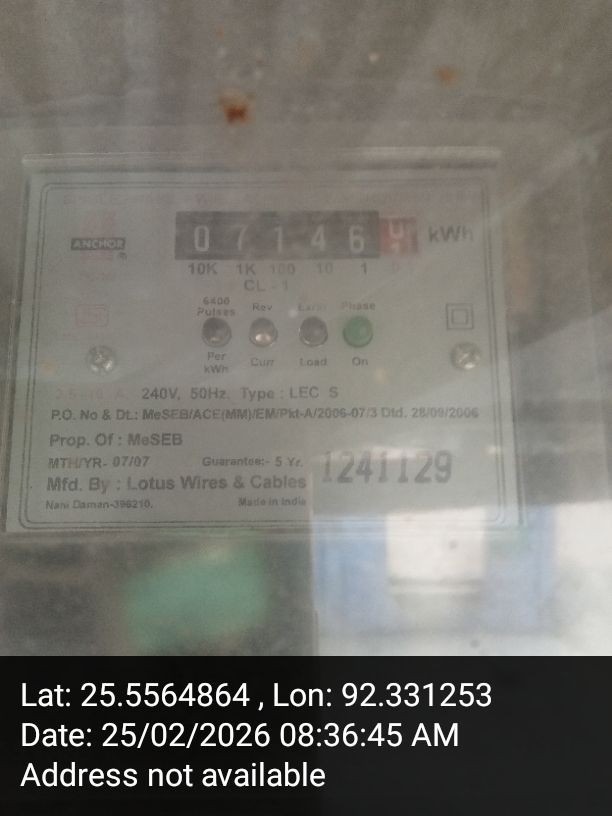 0 7 1 4 6 kWh
ANCHOR
10K 1K 100 10 1
CL - 1
6400 Pulses Rev Earth Phase
Per kWh Curr Load On
A, 240V, 50Hz, Type : LEC S
P.O. No & Dt.: MeSEB/ACE(MM)/EM/Pkt-A/2006-07/3 Dtd. 28/09/2006
Prop. Of : MeSEB
MTH/YR- 07/07 Guarantee:- 5 Yr.
1241129
Mfd. By : Lotus Wires & Cables
Nani Daman-396210. Made in India
Lat: 25.5564864 , Lon: 92.331253
Date: 25/02/2026 08:36:45 AM
Address not available